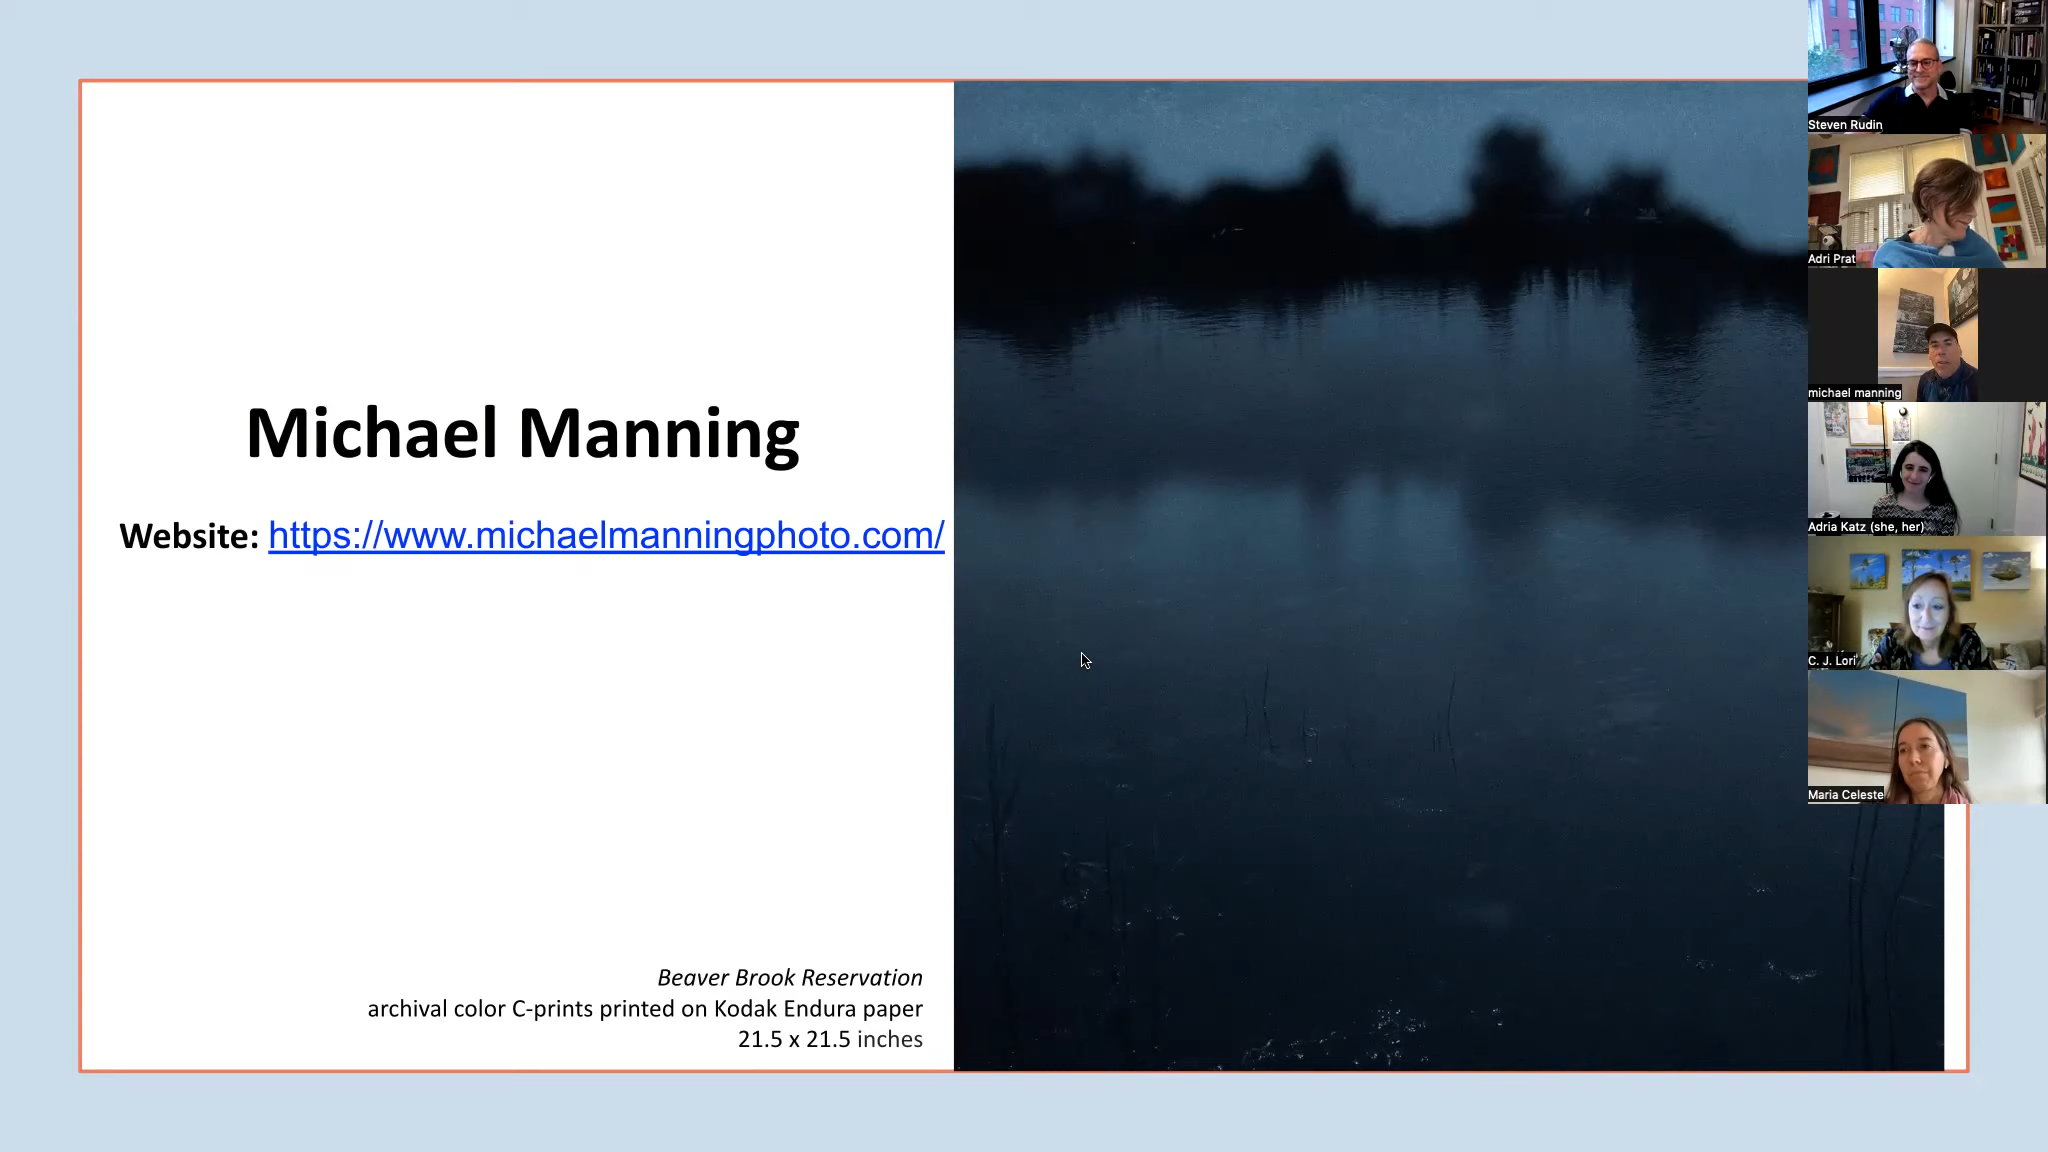 Michael Manning
Website: https://www.michaelmanningphoto.com/
Beaver Brook Reservation
archival color C-prints printed on Kodak Endura paper
21.5 x 21.5 inches
Steven Rudin
Adri Prat
michael manning
Adria Katz (she, her)
C. J. Lori
Maria Celeste